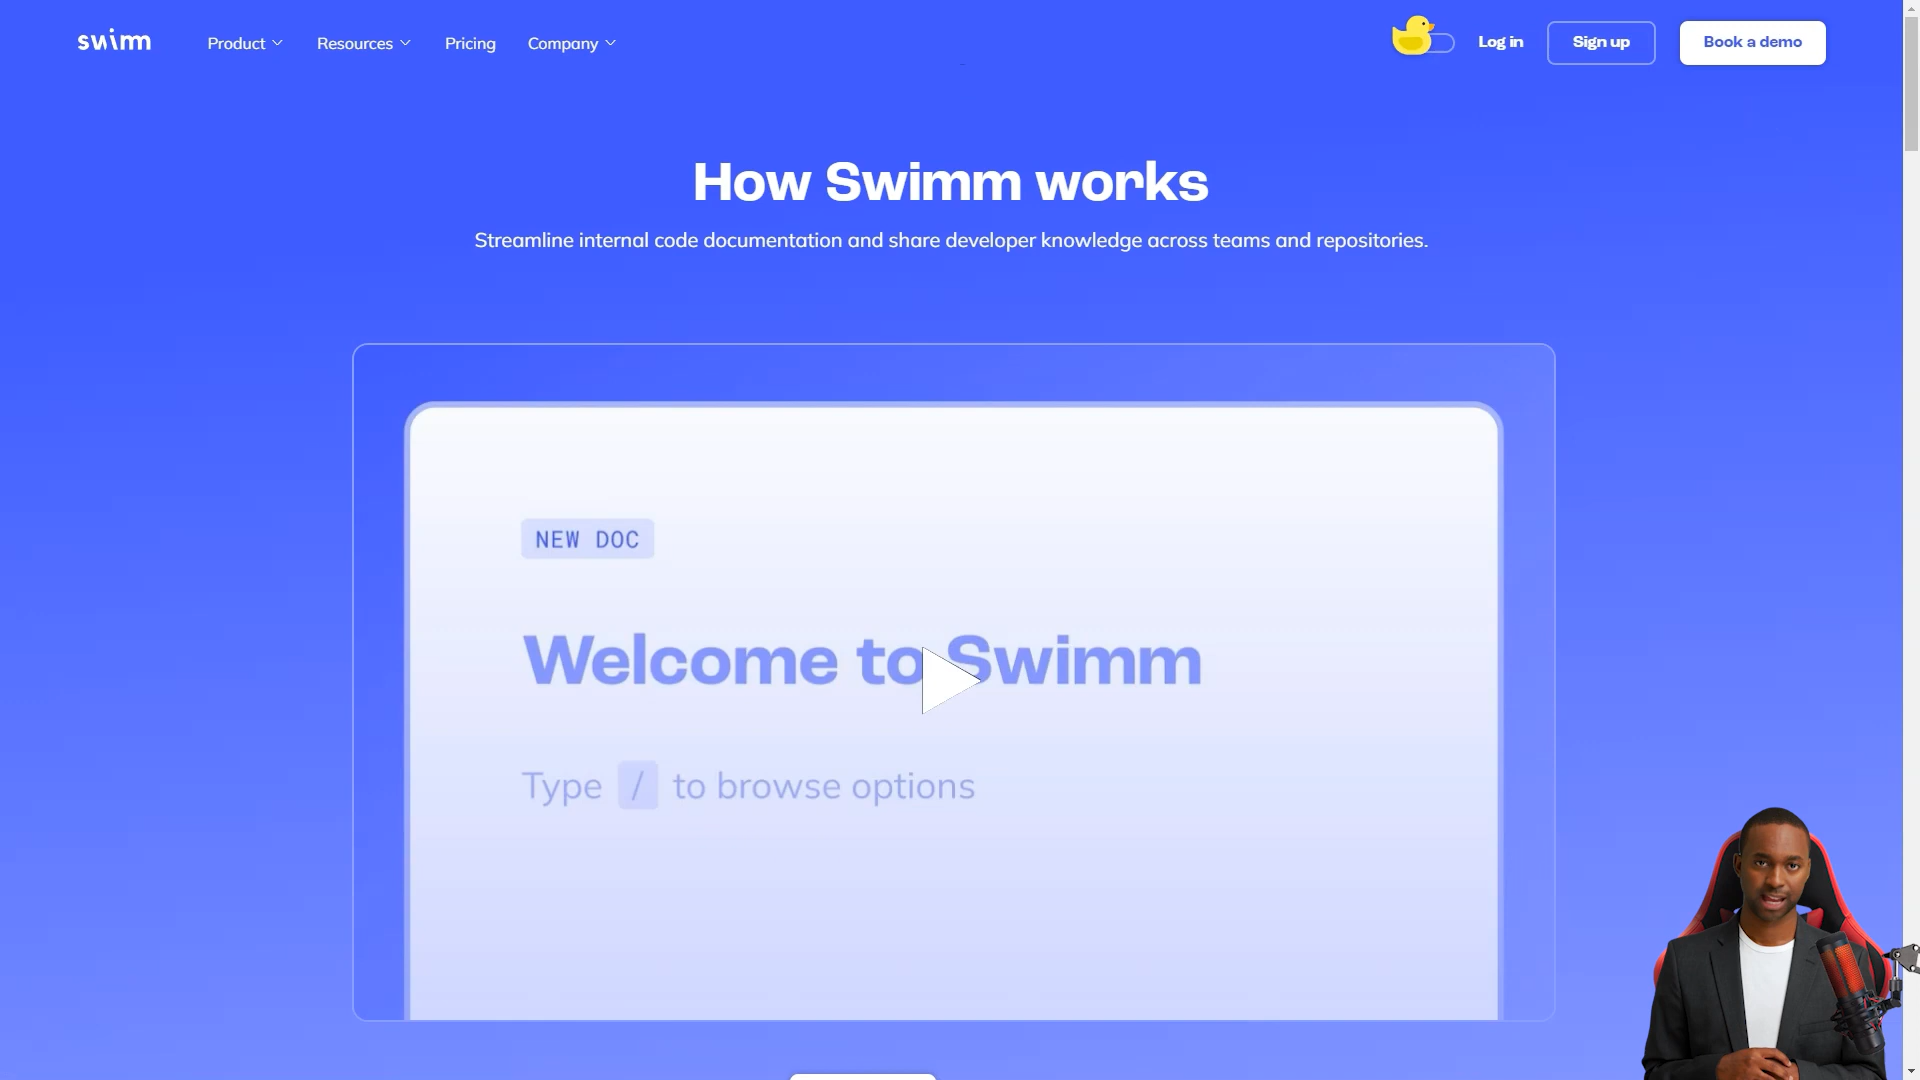 swimm
Product
Resources
Pricing
Company
Log in
Sign up
Book a demo
How Swimm works
Streamline internal code documentation and share developer knowledge across teams and repositories.
NEW DOC
Welcome to Swimm
Type / to browse options